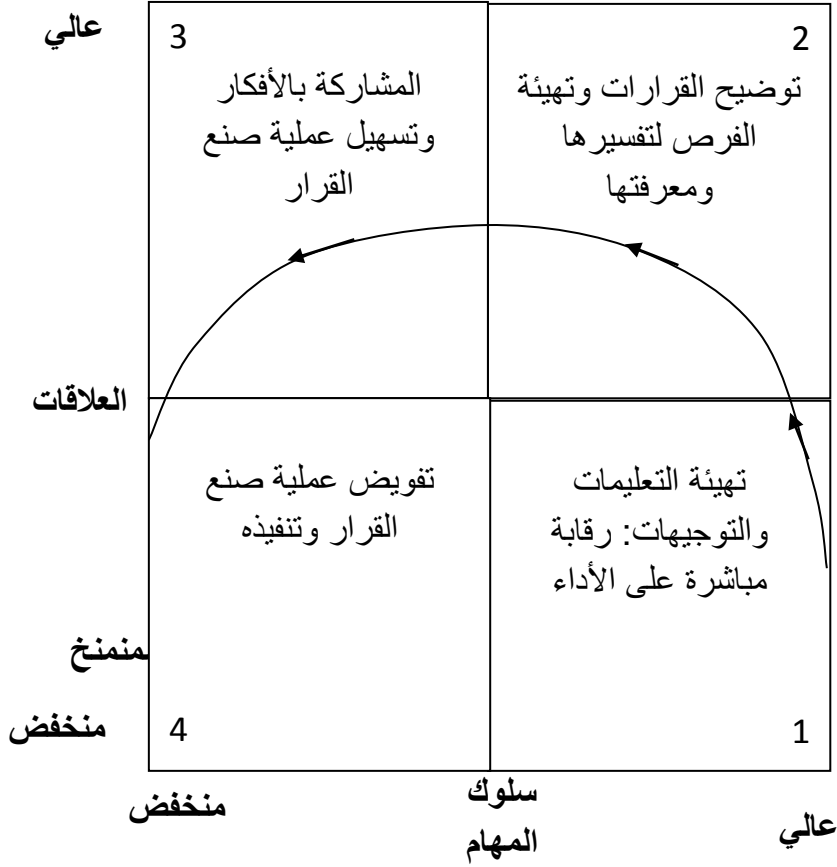 عالي
3
المشاركة بالأفكار
وتسهيل عملية صنع
القرار
2
توضيح القرارات وتهيئة
الفرص لتفسيرها
ومعرفتها
العلاقات
تفويض عملية صنع
القرار وتنفيذه
4
تهيئة التعليمات
والتوجيهات: رقابة
مباشرة على الأداء
1
منمنخ
منخفض
منخفض
سلوك
المهام
عالي